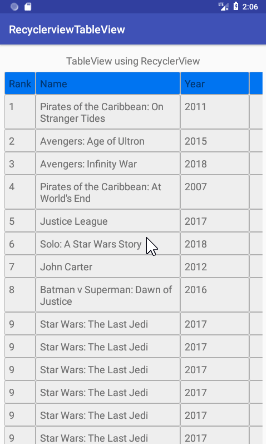 2:06
RecyclerviewTableView
TableView using RecyclerView
Rank Name Year
1 Pirates of the Caribbean: On 2011
Stranger Tides
2 Avengers: Age of Ultron 2015
3 Avengers: Infinity War 2018
4 Pirates of the Caribbean: At 2007
World's End
5 Justice League 2017
6 Solo: A Star Wars Story 2018
7 John Carter 2012
8 Batman v Superman: Dawn of 2016
Justice
9 Star Wars: The Last Jedi 2017
9 Star Wars: The Last Jedi 2017
9 Star Wars: The Last Jedi 2017
9 Star Wars: The Last Jedi 2017
9 Star Wars: The Last Jedi 2017
9 Star Wars: The Last Jedi 2017